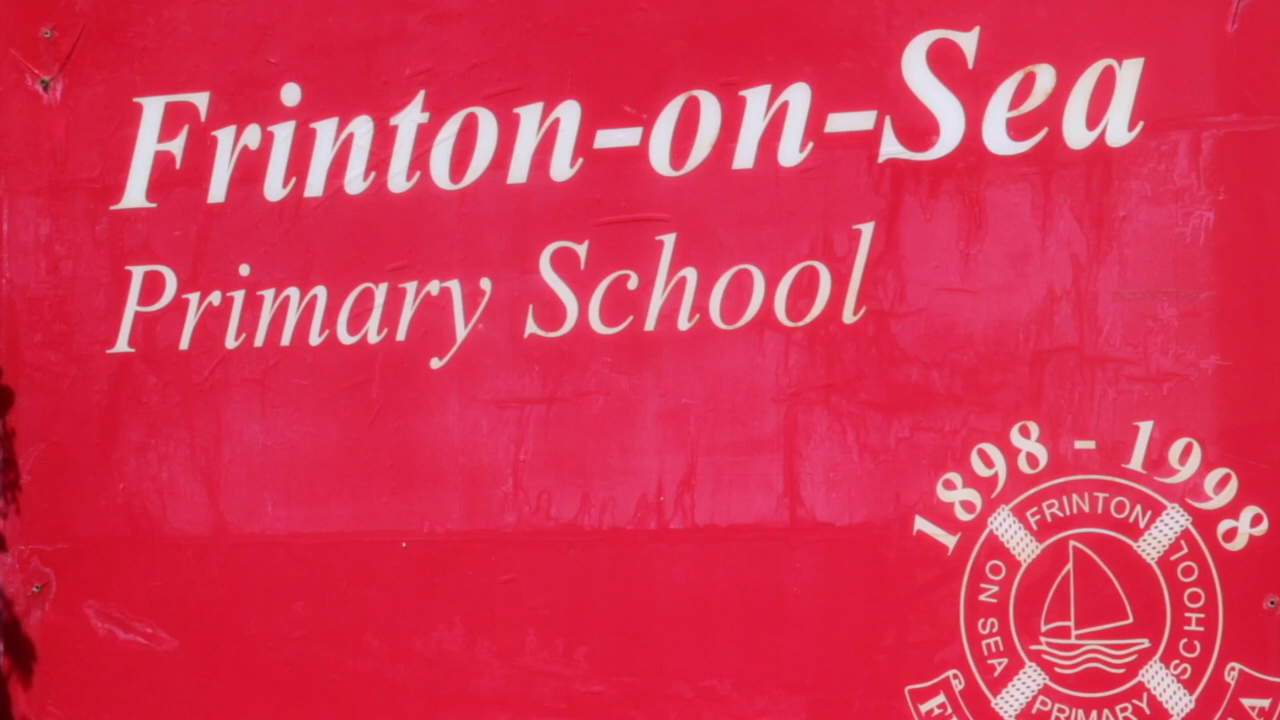 Frinton-on-Sea
Primary School
1898 - 1998
FRINTON
ON SEA
SCHOOL
PRIMARY